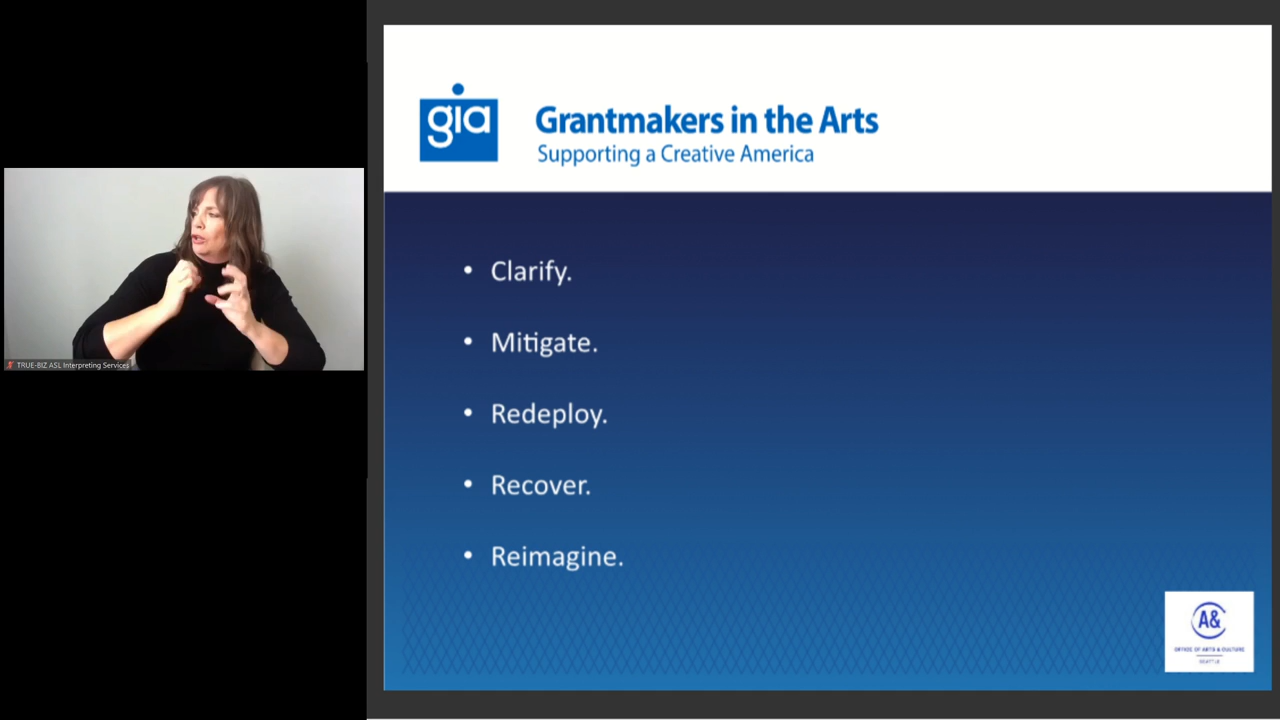 gia
Grantmakers in the Arts
Supporting a Creative America
• Clarify.
• Mitigate.
• Redeploy.
• Recover.
• Reimagine.
TRUE-BIZ ASL Interpreting Services
A&
OFFICE OF ARTS & CULTURE
SEATTLE